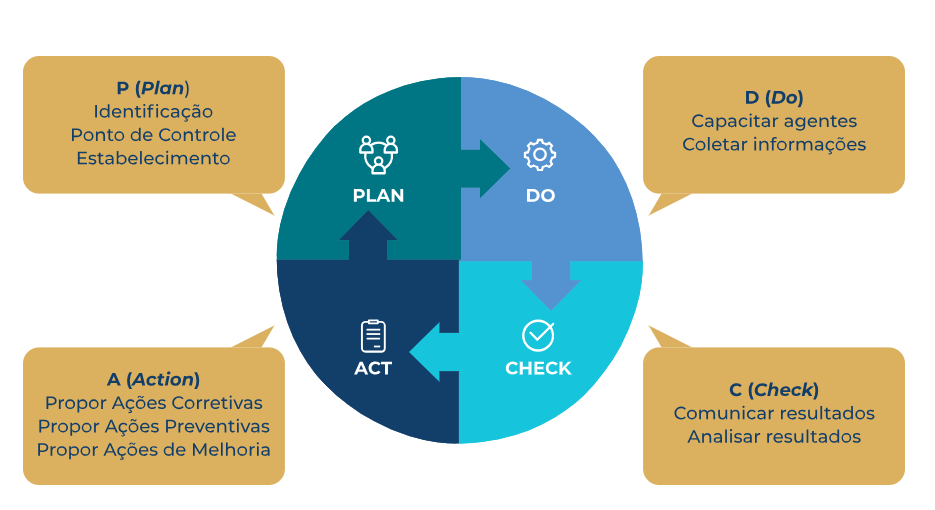 P (Plan)
Identificação
Ponto de Controle
Estabelecimento
D (Do)
Capacitar agentes
Coletar informações
PLAN
DO
ACT
CHECK
A (Action)
Propor Ações Corretivas
Propor Ações Preventivas
Propor Ações de Melhoria
C (Check)
Comunicar resultados
Analisar resultados